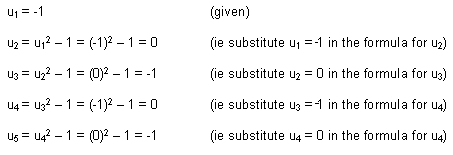 u₁ = -1 (given)
u₂ = u₁² – 1 = (-1)² – 1 = 0 (ie substitute u₁ = -1 in the formula for u₂)
u₃ = u₂² – 1 = (0)² – 1 = -1 (ie substitute u₂ = 0 in the formula for u₃)
u₄ = u₃² – 1 = (-1)² – 1 = 0 (ie substitute u₃ = -1 in the formula for u₄)
u₅ = u₄² – 1 = (0)² – 1 = -1 (ie substitute u₄ = 0 in the formula for u₄)